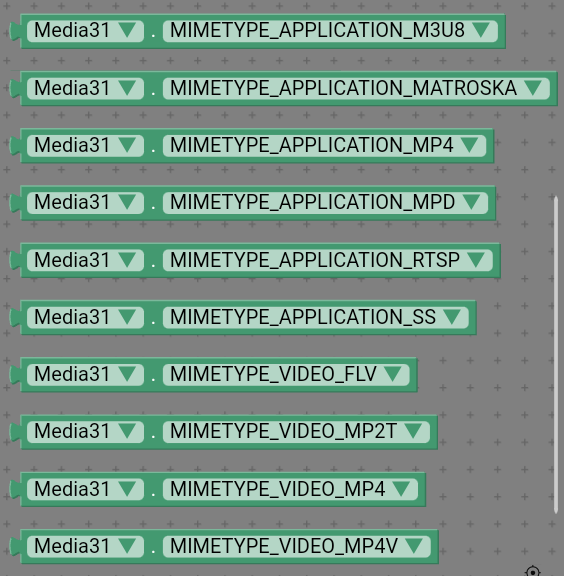 Media31 . MIMETYPE_APPLICATION_M3U8
Media31 . MIMETYPE_APPLICATION_MATROSKA
Media31 . MIMETYPE_APPLICATION_MP4
Media31 . MIMETYPE_APPLICATION_MPD
Media31 . MIMETYPE_APPLICATION_RTSP
Media31 . MIMETYPE_APPLICATION_SS
Media31 . MIMETYPE_VIDEO_FLV
Media31 . MIMETYPE_VIDEO_MP2T
Media31 . MIMETYPE_VIDEO_MP4
Media31 . MIMETYPE_VIDEO_MP4V